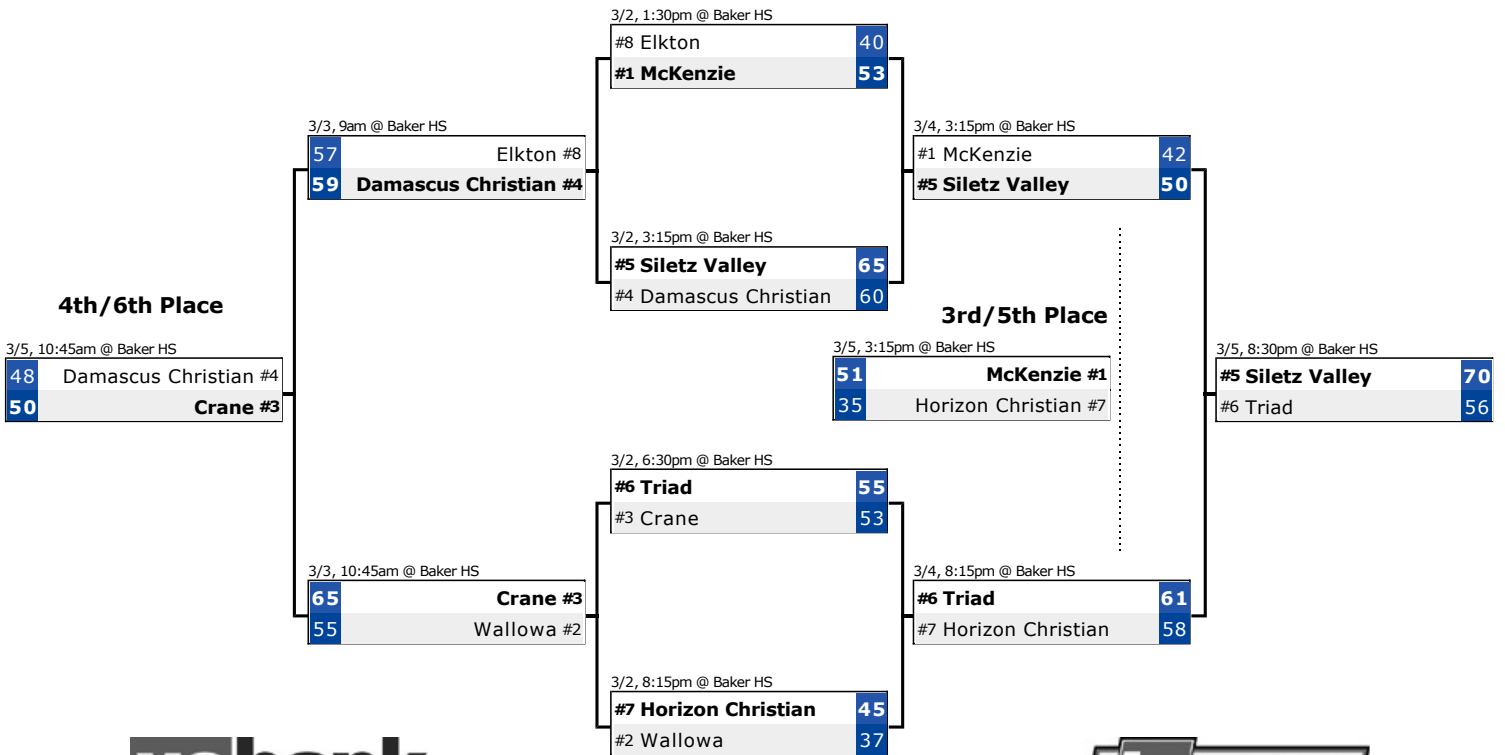 3/2, 1:30pm @ Baker HS
#8 Elkton 40
#1 McKenzie 53
3/3, 9am @ Baker HS
57 Elkton #8
59 Damascus Christian #4
3/4, 3:15pm @ Baker HS
#1 McKenzie 42
#5 Siletz Valley 50
3/2, 3:15pm @ Baker HS
#5 Siletz Valley 65
#4 Damascus Christian 60
4th/6th Place
3/5, 10:45am @ Baker HS
48 Damascus Christian #4
50 Crane #3
3rd/5th Place
3/5, 3:15pm @ Baker HS
51 McKenzie #1
35 Horizon Christian #7
3/5, 8:30pm @ Baker HS
#5 Siletz Valley 70
#6 Triad 56
3/2, 6:30pm @ Baker HS
#6 Triad 55
#3 Crane 53
3/3, 10:45am @ Baker HS
65 Crane #3
55 Wallowa #2
3/4, 8:15pm @ Baker HS
#6 Triad 61
#7 Horizon Christian 58
3/2, 8:15pm @ Baker HS
#7 Horizon Christian 45
#2 Wallowa 37